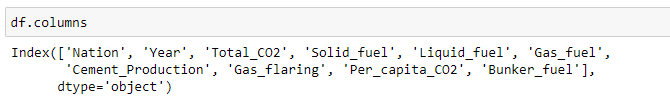 df.columns
Index(['Nation', 'Year', 'Total_CO2', 'Solid_fuel', 'Liquid_fuel', 'Gas_fuel',
'Cement_Production', 'Gas_flaring', 'Per_capita_CO2', 'Bunker_fuel'],
dtype='object')